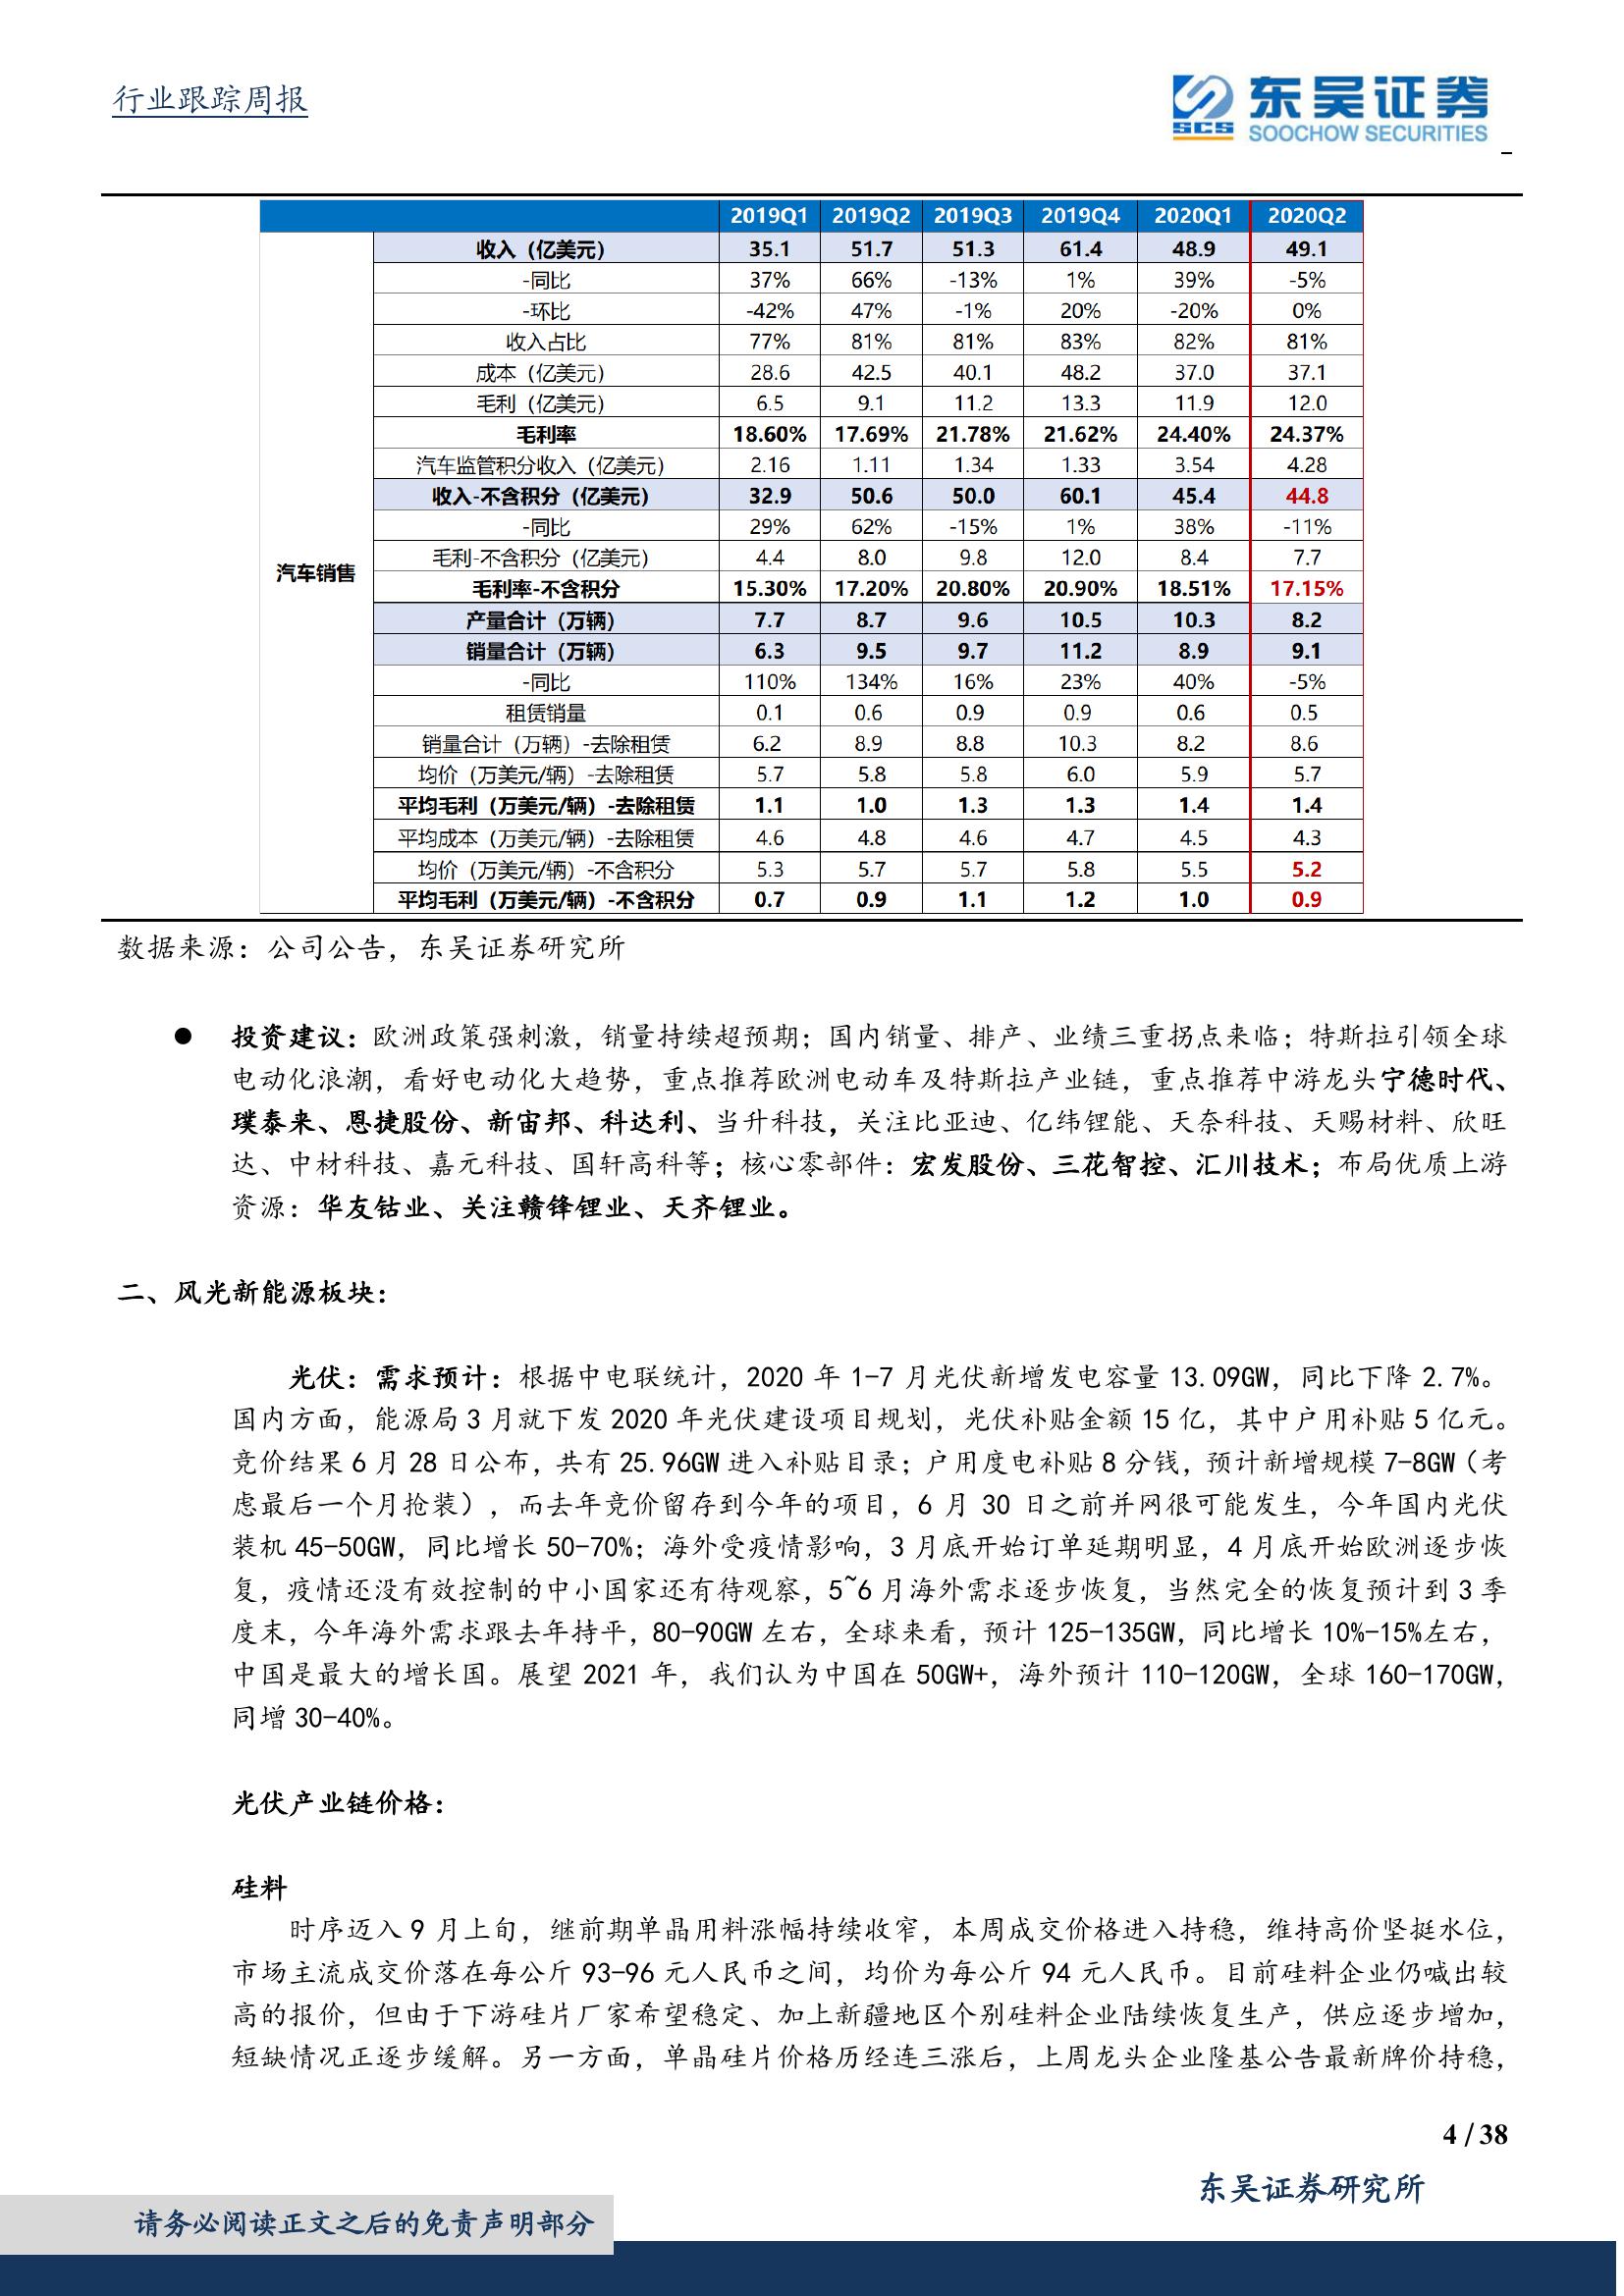 行业跟踪周报
SCS 东吴证券
SOOCHOW SECURITIES
2019Q1 2019Q2 2019Q3 2019Q4 2020Q1 2020Q2
汽车销售
收入（亿美元） 35.1 51.7 51.3 61.4 48.9 49.1
-同比 37% 66% -13% 1% 39% -5%
-环比 -42% 47% -1% 20% -20% 0%
收入占比 77% 81% 81% 83% 82% 81%
成本（亿美元） 28.6 42.5 40.1 48.2 37.0 37.1
毛利（亿美元） 6.5 9.1 11.2 13.3 11.9 12.0
毛利率 18.60% 17.69% 21.78% 21.62% 24.40% 24.37%
汽车监管积分收入（亿美元） 2.16 1.11 1.34 1.33 3.54 4.28
收入-不含积分（亿美元） 32.9 50.6 50.0 60.1 45.4 44.8
-同比 29% 62% -15% 1% 38% -11%
毛利-不含积分（亿美元） 4.4 8.0 9.8 12.0 8.4 7.7
毛利率-不含积分 15.30% 17.20% 20.80% 20.90% 18.51% 17.15%
产量合计（万辆） 7.7 8.7 9.6 10.5 10.3 8.2
销量合计（万辆） 6.3 9.5 9.7 11.2 8.9 9.1
-同比 110% 134% 16% 23% 40% -5%
租赁销量 0.1 0.6 0.9 0.9 0.6 0.5
销量合计（万辆）-去除租赁 6.2 8.9 8.8 10.3 8.2 8.6
均价（万美元/辆）-去除租赁 5.7 5.8 5.8 6.0 5.9 5.7
平均毛利（万美元/辆）-去除租赁 1.1 1.0 1.3 1.3 1.4 1.4
平均成本（万美元/辆）-去除租赁 4.6 4.8 4.6 4.7 4.5 4.3
均价（万美元/辆）-不含积分 5.3 5.7 5.7 5.8 5.5 5.2
平均毛利（万美元/辆）-不含积分 0.7 0.9 1.1 1.2 1.0 0.9
数据来源：公司公告，东吴证券研究所
● 投资建议：欧洲政策强刺激，销量持续超预期；国内销量、排产、业绩三重拐点来临；特斯拉引领全球
电动化浪潮，看好电动化大趋势，重点推荐欧洲电动车及特斯拉产业链，重点推荐中游龙头宁德时代、
璞泰来、恩捷股份、新宙邦、科达利、当升科技，关注比亚迪、亿纬锂能、天奈科技、天赐材料、欣旺
达、中材科技、嘉元科技、国轩高科等；核心零部件：宏发股份、三花智控、汇川技术；布局优质上游
资源：华友钴业、关注赣锋锂业、天齐锂业。
二、风光新能源板块：
光伏：需求预计：根据中电联统计，2020 年 1-7 月光伏新增发电容量 13.09GW，同比下降 2.7%。
国内方面，能源局 3 月就下发 2020 年光伏建设项目规划，光伏补贴金额 15 亿，其中户用补贴 5 亿元。
竞价结果 6 月 28 日公布，共有 25.96GW 进入补贴目录；户用度电补贴 8 分钱，预计新增规模 7-8GW（考
虑最后一个月抢装），而去年竞价留存到今年的项目，6 月 30 日之前并网很可能发生，今年国内光伏
装机 45-50GW，同比增长 50-70%；海外受疫情影响，3 月底开始订单延期明显，4 月底开始欧洲逐步恢
复，疫情还没有效控制的中小国家还有待观察，5~6 月海外需求逐步恢复，当然完全的恢复预计到 3 季
度末，今年海外需求跟去年持平，80-90GW 左右，全球来看，预计 125-135GW，同比增长 10%-15%左右，
中国是最大的增长国。展望 2021 年，我们认为中国在 50GW+，海外预计 110-120GW，全球 160-170GW，
同增 30-40%。
光伏产业链价格：
硅料
时序迈入 9 月上旬，继前期单晶用料涨幅持续收窄，本周成交价格进入持稳，维持高价坚挺水位，
市场主流成交价落在每公斤 93-96 元人民币之间，均价为每公斤 94 元人民币。目前硅料企业仍喊出较
高的报价，但由于下游硅片厂家希望稳定、加上新疆地区个别硅料企业陆续恢复生产，供应逐步增加，
短缺情况正逐步缓解。另一方面，单晶硅片价格历经连三涨后，上周龙头企业隆基公告最新牌价持稳，
4 / 38
东吴证券研究所
请务必阅读正文之后的免责声明部分